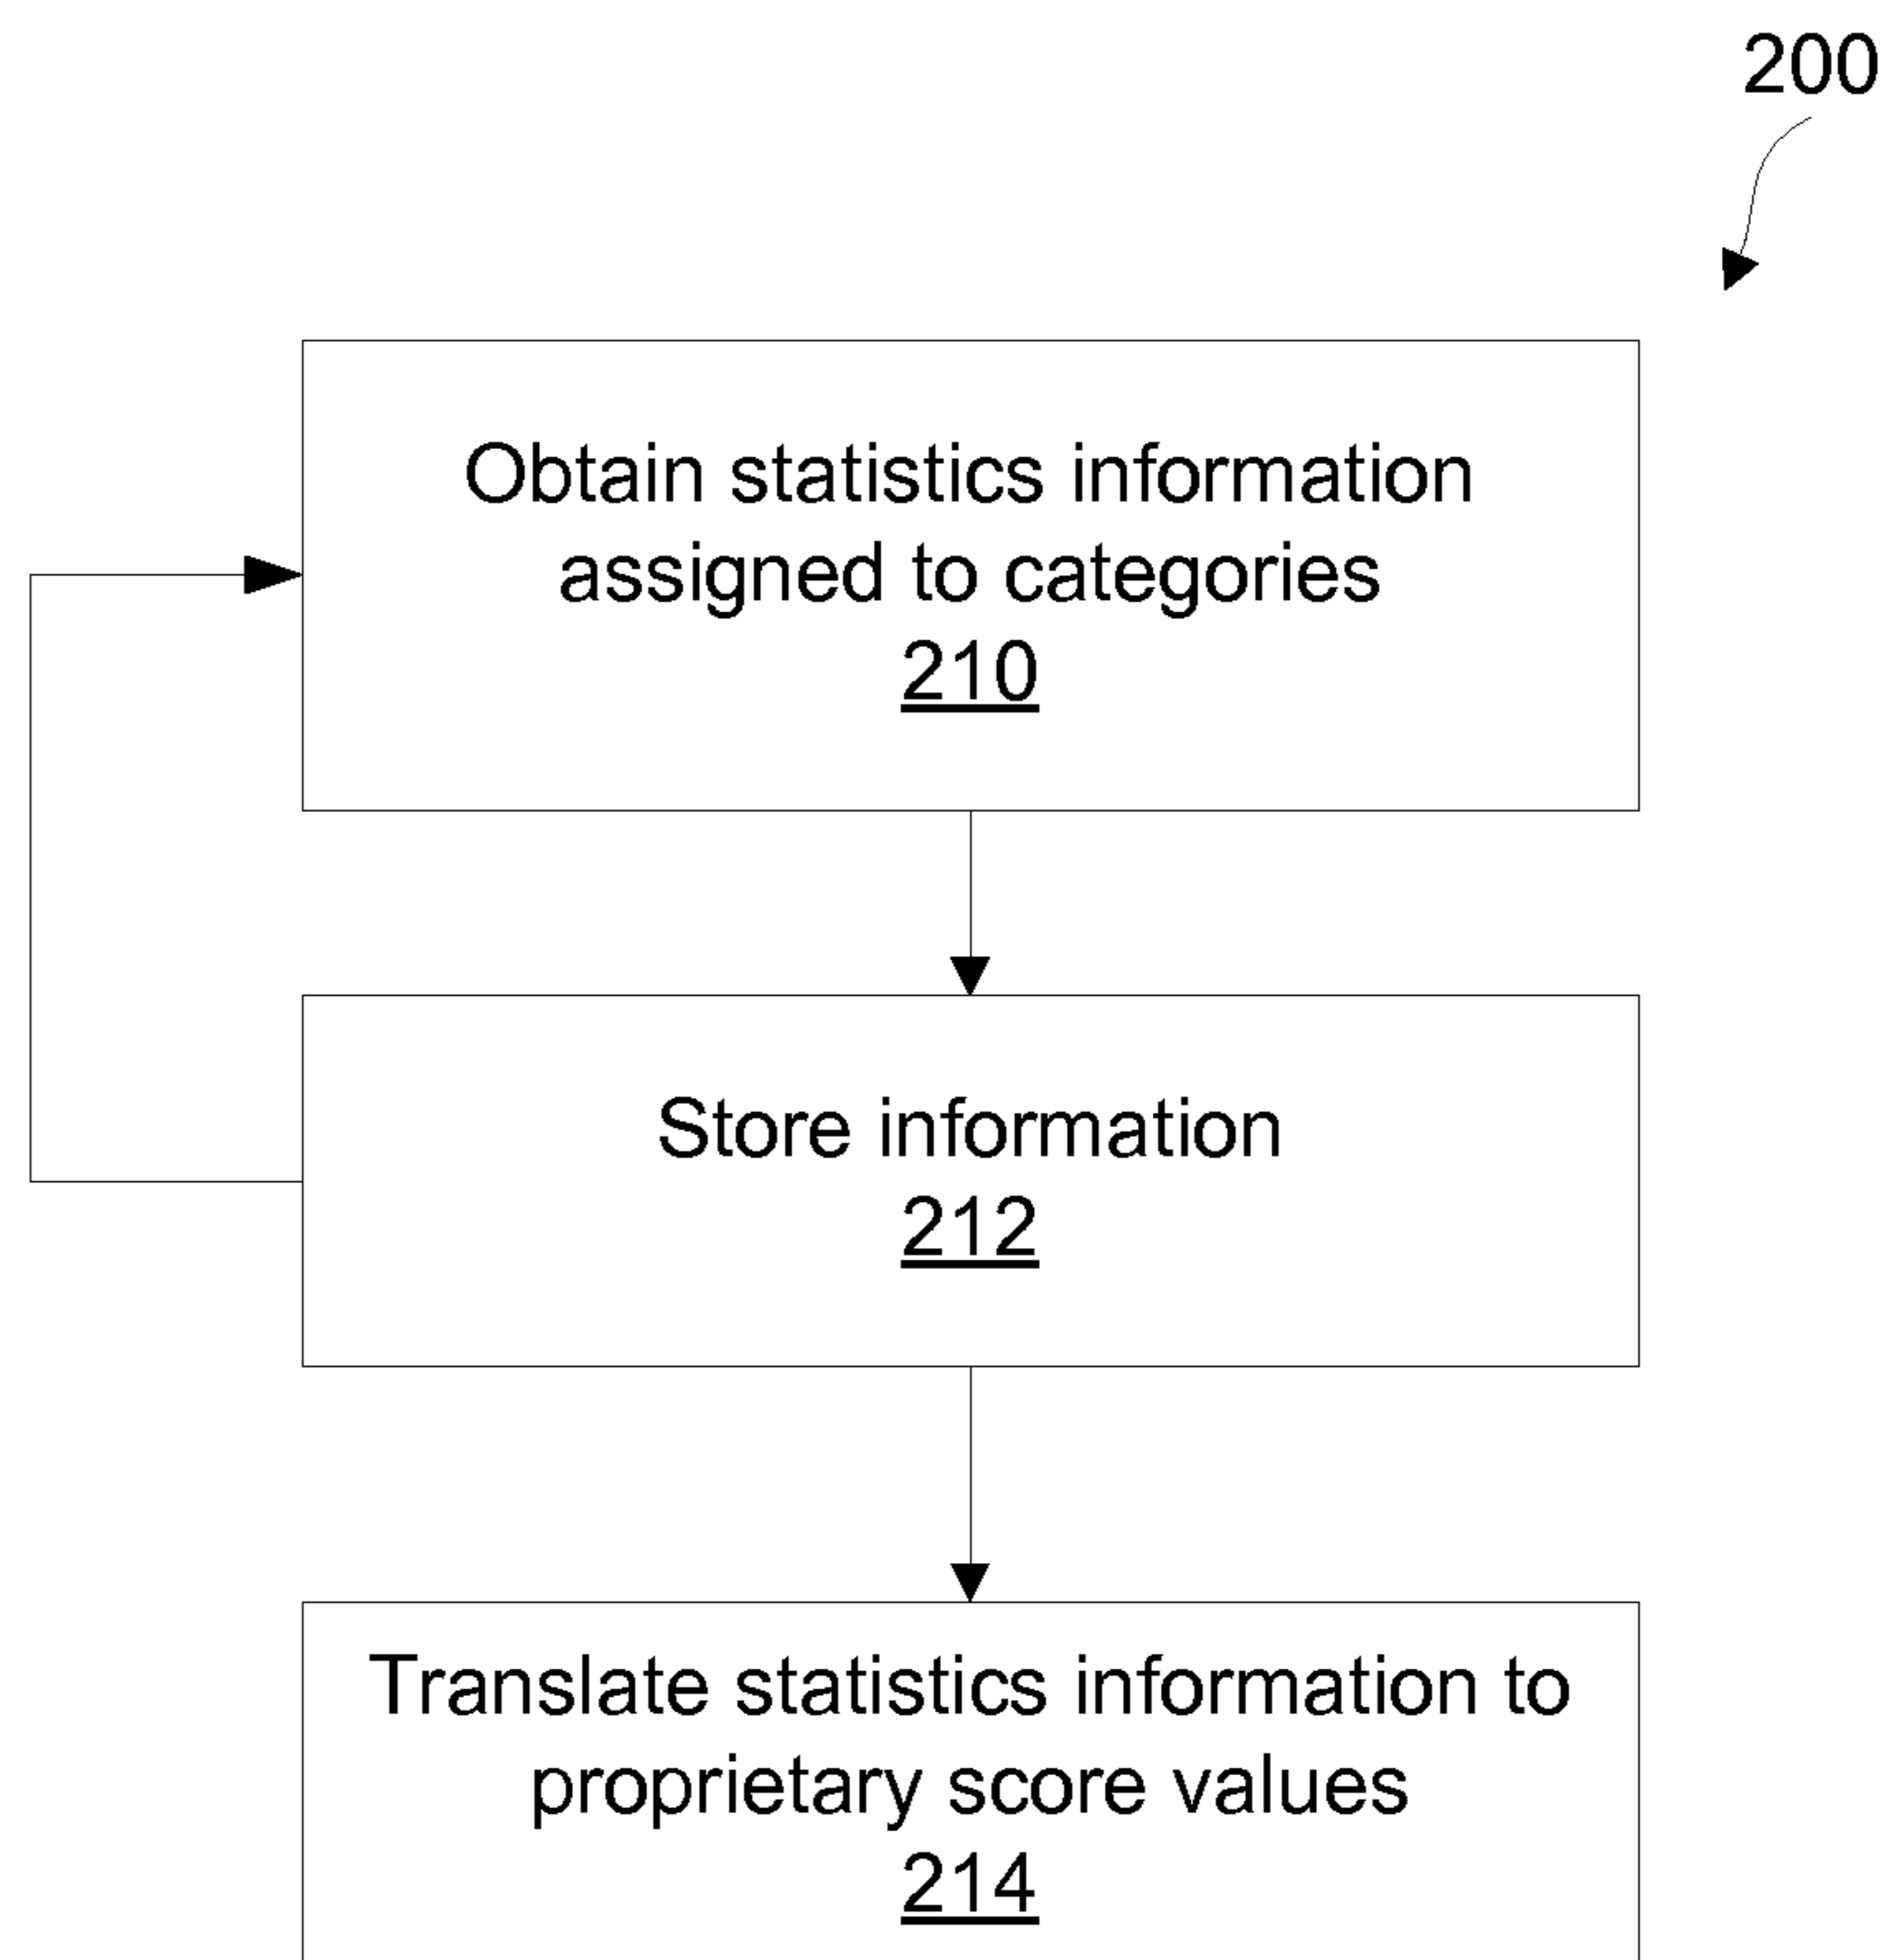 200
Obtain statistics information
assigned to categories
210
Store information
212
Translate statistics information to
proprietary score values
214